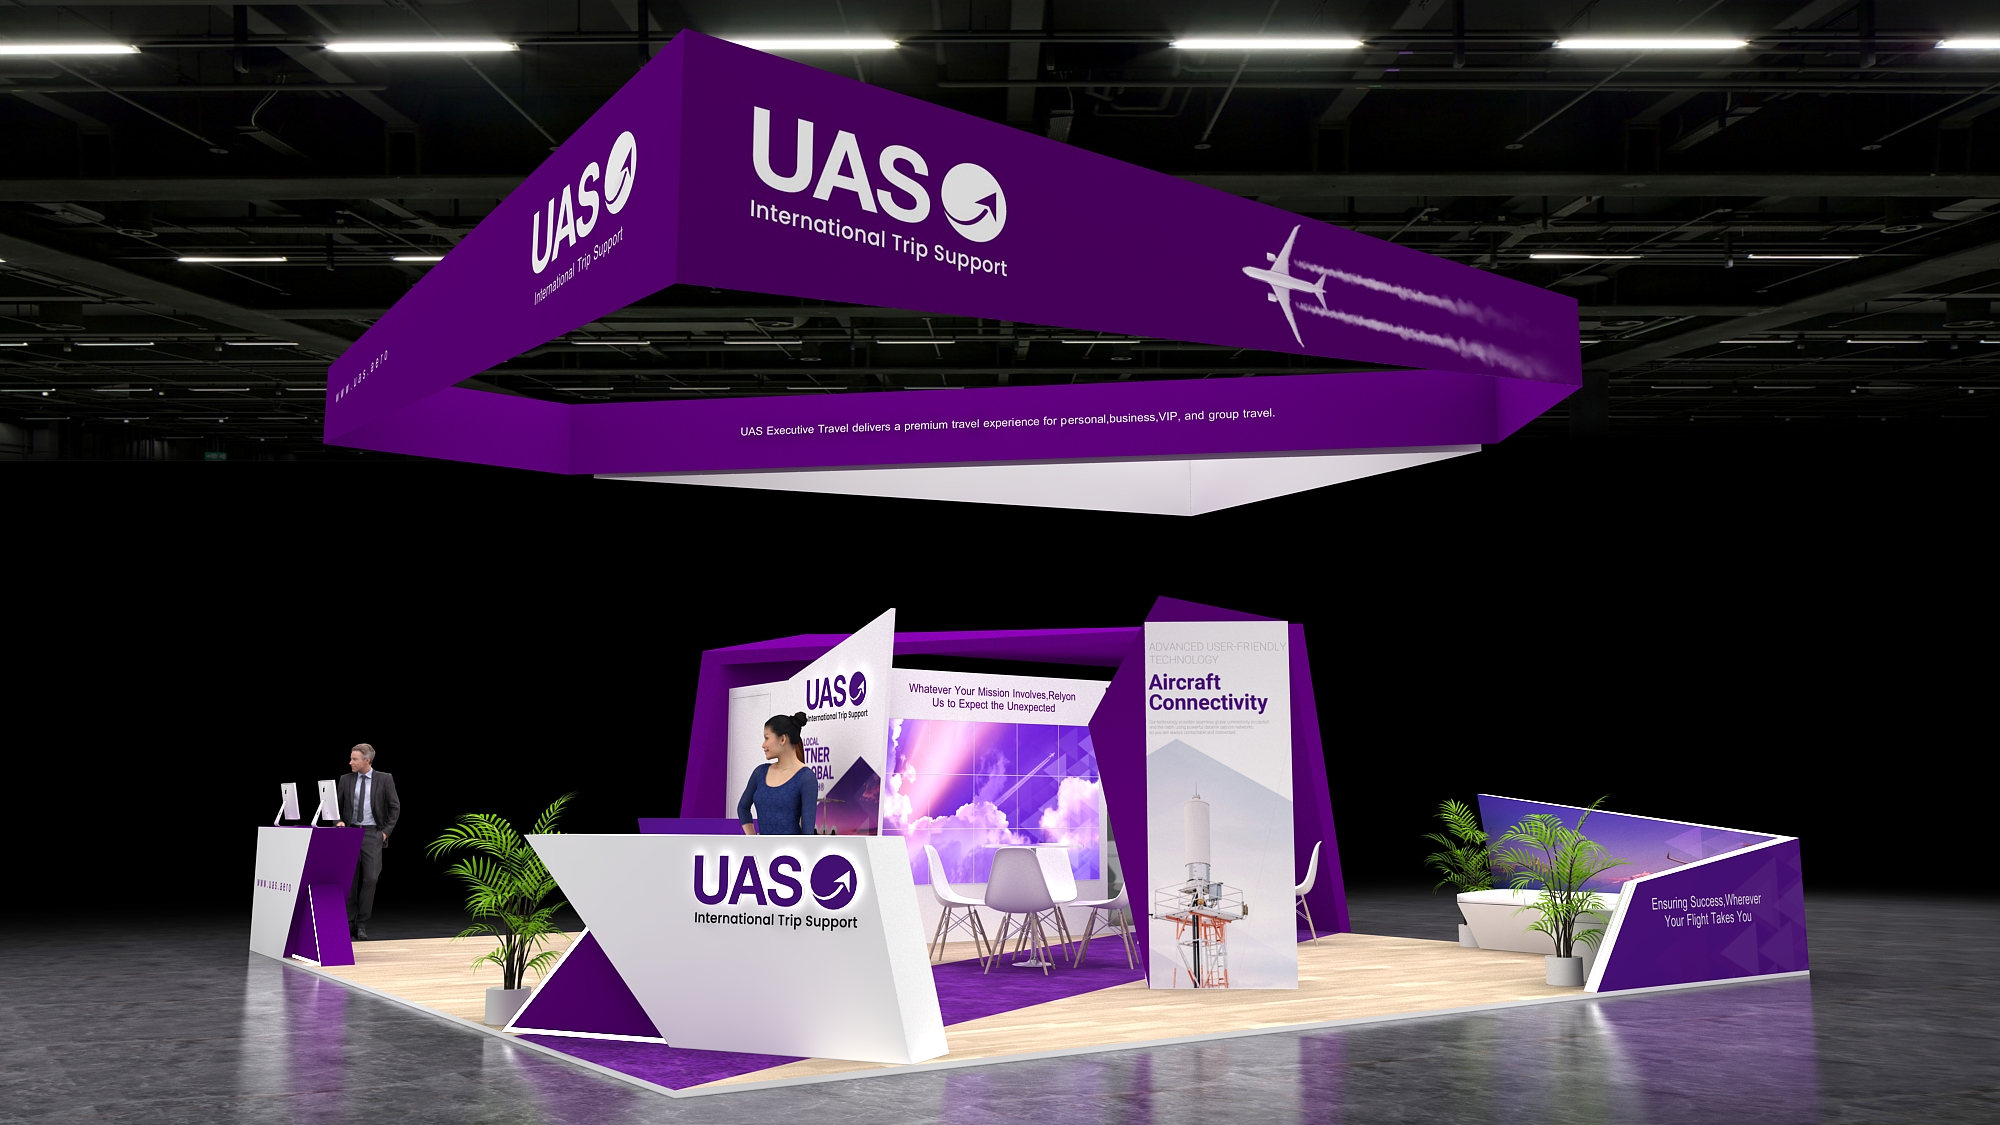 UAS
International Trip Support
www.uas.aero
UAS
International Trip Support
UAS Executive Travel delivers a premium travel experience for personal,business,VIP, and group travel.
UAS
International Trip Support
LOCAL
TNER
OBAL
Whatever Your Mission Involves,Relyon
Us to Expect the Unexpected
ADVANCED USER-FRIENDLY
TECHNOLOGY
Aircraft
Connectivity
www.uas.aero
UAS
International Trip Support
Ensuring Success,Wherever
Your Flight Takes You